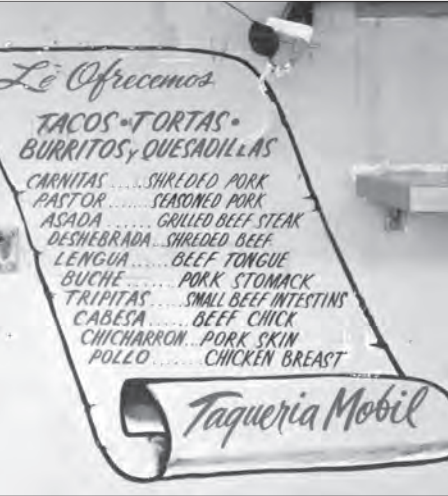 Le Ofrecemos
TACOS • TORTAS •
BURRITOS y QUESADILLAS
CARNITAS.....SHREDED PORK
PASTOR.......SEASONED PORK
ASADA........GRILLED BEEF STEAK
DESHEBRADA...SHREDED BEEF
LENGUA.......BEEF TONGUE
BUCHE........PORK STOMACK
TRIPITAS.....SMALL BEEF INTESTINS
CABESA.......BEEF CHICK
CHICHARRON...PORK SKIN
POLLO........CHICKEN BREAST
Taqueria Mobil